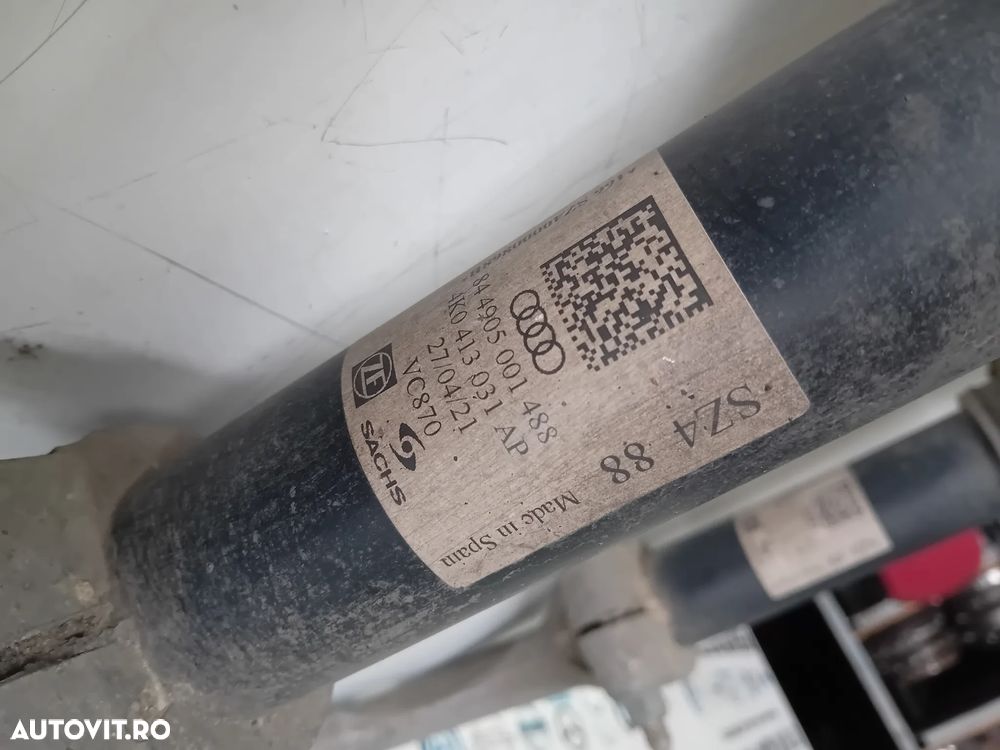 844905 001 488
4K0 413 031 AP
27/04/21
VC870
ZF
SACHS
SZ4 88
Made in Spain
AUTOVIT.RO